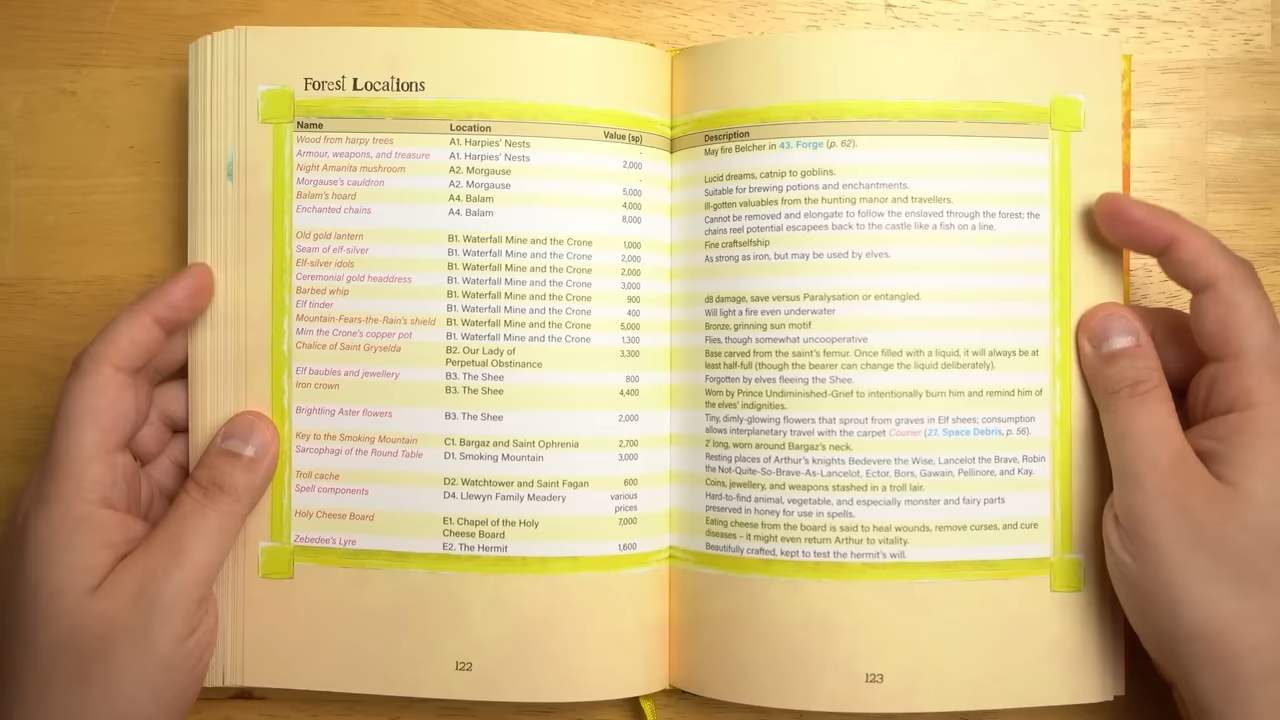 Forest Locations
Name Location Value (sp) Description
Wood from harpy trees A1. Harpies' Nests - May fire Belcher in 43. Forge (p. 62).
Armour, weapons, and treasure A1. Harpies' Nests 2,000
Night Amanita mushroom A2. Morgause - Lucid dreams, catnip to goblins.
Morgause's cauldron A2. Morgause 5,000 Suitable for brewing potions and enchantments.
Balam's hoard A4. Balam 4,000 Ill-gotten valuables from the hunting manor and travellers.
Enchanted chains A4. Balam 8,000 Cannot be removed and elongate to follow the enslaved through the forest; the
chains reel potential escapees back to the castle like a fish on a line.
Old gold lantern B1. Waterfall Mine and the Crone 1,000 Fine craftselfship
Seam of elf-silver B1. Waterfall Mine and the Crone 2,000 As strong as iron, but may be used by elves.
Elf-silver idols B1. Waterfall Mine and the Crone 2,000
Ceremonial gold headdress B1. Waterfall Mine and the Crone 3,000
Barbed whip B1. Waterfall Mine and the Crone 900 d8 damage, save versus Paralysation or entangled.
Elf tinder B1. Waterfall Mine and the Crone 400 Will light a fire even underwater
Mountain-Fears-the-Rain's shield B1. Waterfall Mine and the Crone 5,000 Bronze, grinning sun motif
Mim the Crone's copper pot B1. Waterfall Mine and the Crone 1,300 Flies, though somewhat uncooperative
Chalice of Saint Gryselda B2. Our Lady of 3,300 Base carved from the saint's femur. Once filled with a liquid, it will always be at
Perpetual Obstinance least half-full (though the bearer can change the liquid deliberately).
Elf baubles and jewellery B3. The Shee 800 Forgotten by elves fleeing the Shee.
Iron crown B3. The Shee 4,400 Worn by Prince Undiminished-Grief to intentionally burn him and remind him of
the elves' indignities.
Brightling Aster flowers B3. The Shee 2,000 Tiny, dimly-glowing flowers that sprout from graves in Elf shees; consumption
allows interplanetary travel with the carpet Courier (27. Space Debris, p. 56).
Key to the Smoking Mountain C1. Bargaz and Saint Ophrenia 2,700 2' long, worn around Bargaz's neck.
Sarcophagi of the Round Table D1. Smoking Mountain 3,000 Resting places of Arthur's knights Bedevere the Wise, Lancelot the Brave, Robin
the Not-Quite-So-Brave-As-Lancelot, Ector, Bors, Gawain, Pellinore, and Kay.
Troll cache D2. Watchtower and Saint Fagan 600 Coins, jewellery, and weapons stashed in a troll lair.
Spell components D4. Llewyn Family Meadery various Hard-to-find animal, vegetable, and especially monster and fairy parts
prices preserved in honey for use in spells.
Holy Cheese Board E1. Chapel of the Holy 7,000 Eating cheese from the board is said to heal wounds, remove curses, and cure
Cheese Board diseases – it might even return Arthur to vitality.
Zebedee's Lyre E2. The Hermit 1,600 Beautifully crafted, kept to test the hermit's will.
122
123